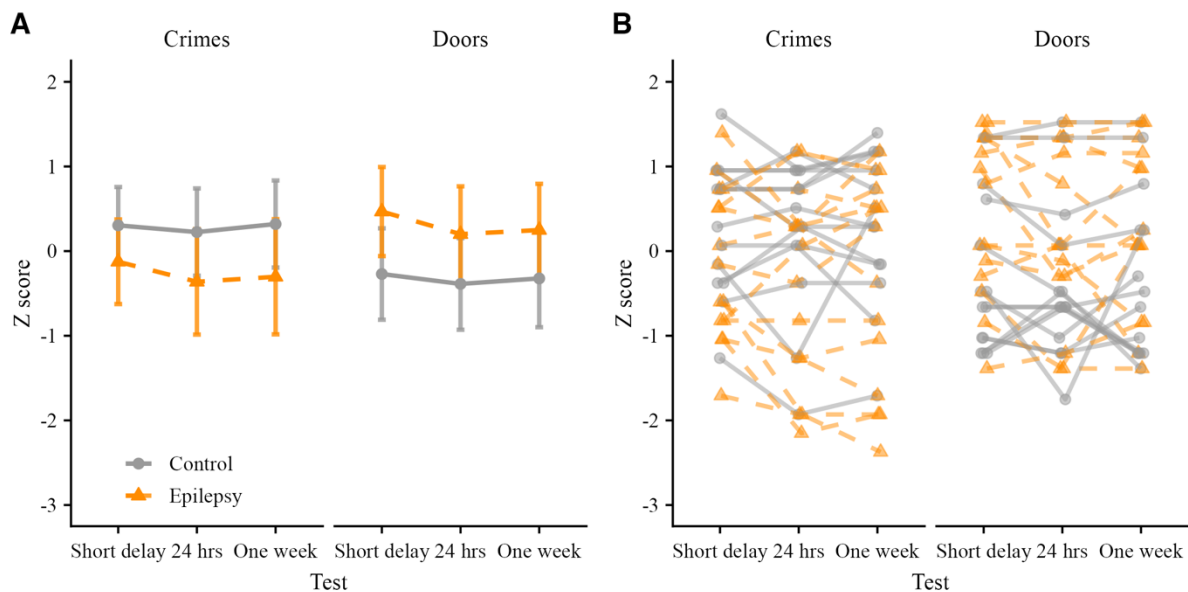 A
Crimes
Doors
Z score
2
1
0
-1
-2
-3
Control
Epilepsy
Short delay 24 hrs One week
Short delay 24 hrs One week
Test
B
Crimes
Doors
Z score
2
1
0
-1
-2
-3
Short delay 24 hrs One week
Short delay 24 hrs One week
Test